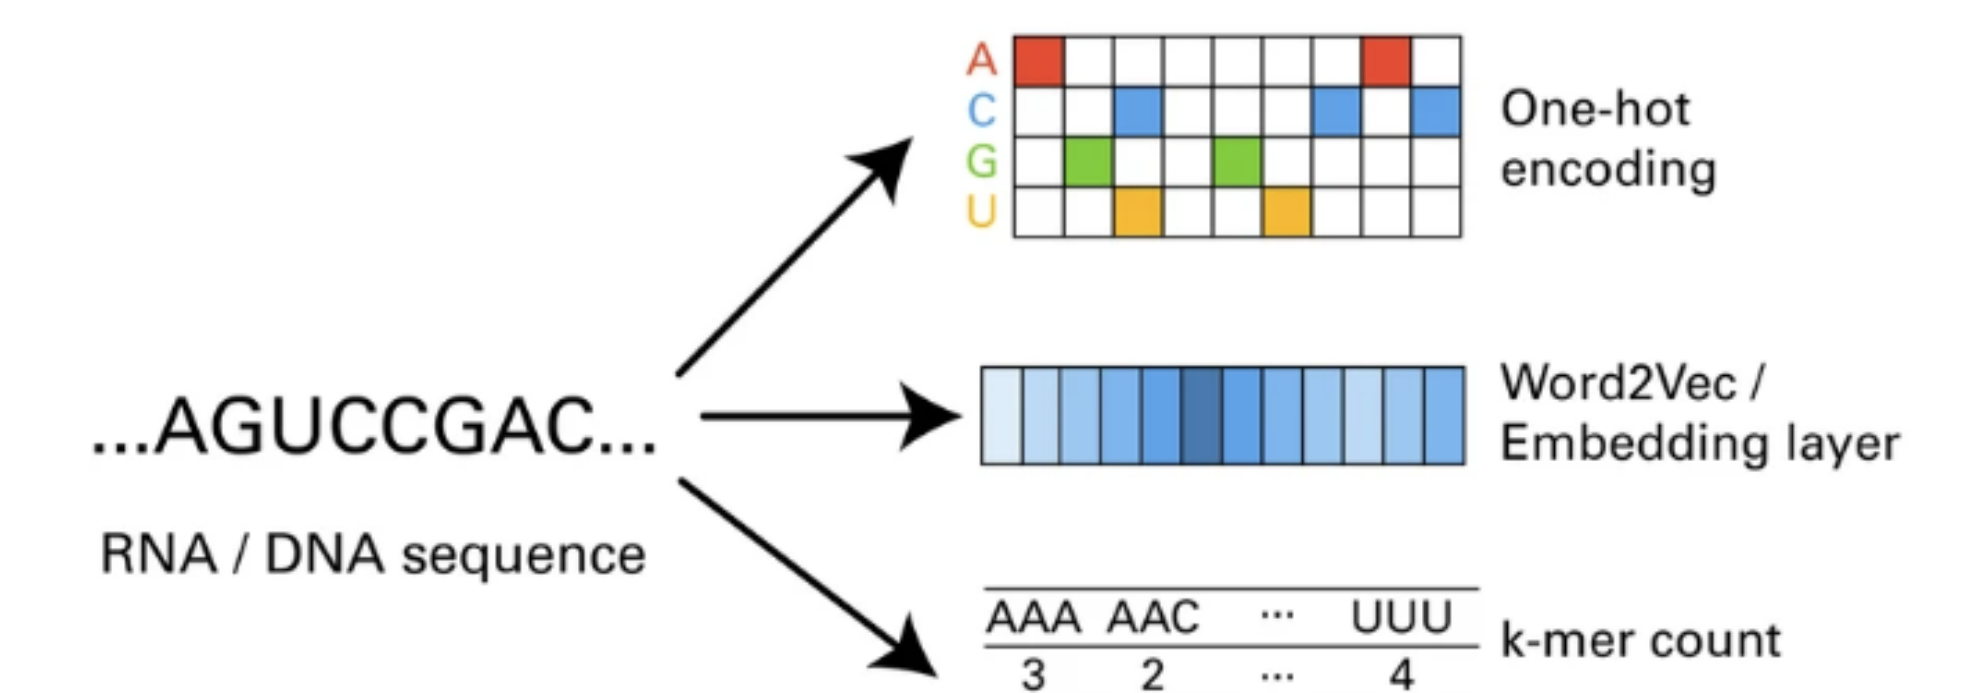 ...AGUCCGAC...
RNA / DNA sequence
A
C
G
U
One-hot
encoding
Word2Vec /
Embedding layer
AAA AAC ... UUU
3 2 ... 4
k-mer count